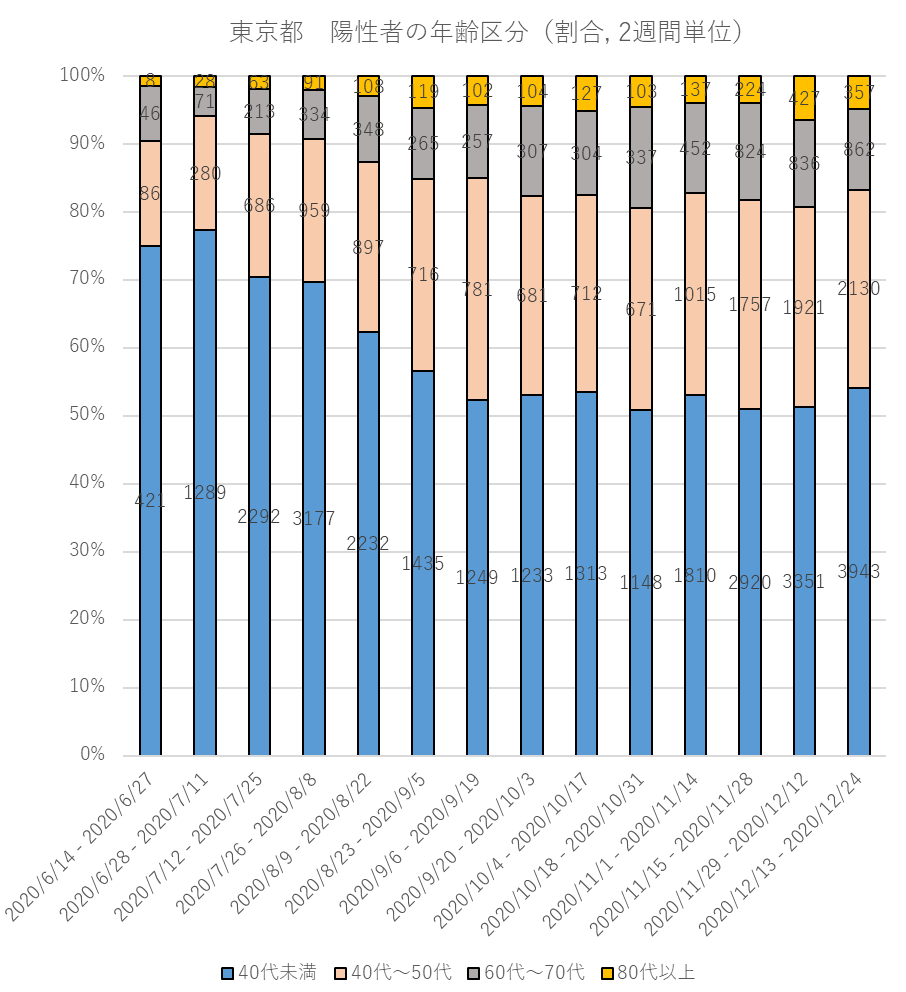 東京都　陽性者の年齢区分（割合, 2週間単位）
100%
90%
80%
70%
60%
50%
40%
30%
20%
10%
0%
8 28 63 91 108 119 102 104 127 103 137 224 427 357
46 71 213 334 348 265 257 307 304 337 452 824 836 862
86 280 686 959 897 716 781 681 712 671 1015 1757 1921 2130
421 1289 2292 3177 2232 1435 1249 1233 1313 1148 1810 2920 3351 3943
2020/6/14 - 2020/6/27
2020/6/28 - 2020/7/11
2020/7/12 - 2020/7/25
2020/7/26 - 2020/8/8
2020/8/9 - 2020/8/22
2020/8/23 - 2020/9/5
2020/9/6 - 2020/9/19
2020/9/20 - 2020/10/3
2020/10/4 - 2020/10/17
2020/10/18 - 2020/10/31
2020/11/1 - 2020/11/14
2020/11/15 - 2020/11/28
2020/11/29 - 2020/12/12
2020/12/13 - 2020/12/24
40代未満 40代～50代 60代～70代 80代以上